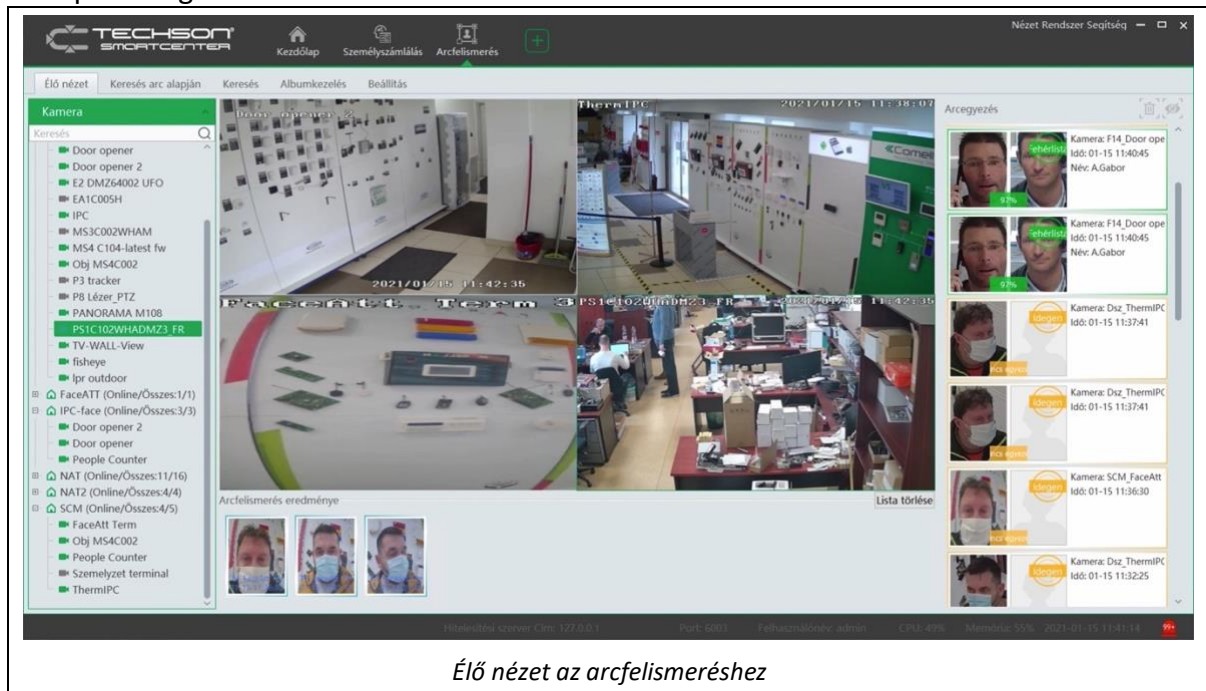 TECHSON
SMARTCENTER
Kezdőlap
Személyszámlálás
Arcfelismerés
Nézet Rendszer Segítség
Élő nézet
Keresés arc alapján
Keresés
Albumkezelés
Beállítás
Kamera
Keresés
Door opener
Door opener 2
E2 DMZ64002 UFO
EA1C005H
IPC
MS3C002WHAM
MS4 C104-latest fw
Obj MS4C002
P3 tracker
P8 Lézer_PTZ
PANORAMA M108
PS1C102WHADMZ3_FR
TV-WALL-View
fisheye
lpr outdoor
FaceATT (Online/Összes:1/1)
IPC-face (Online/Összes:3/3)
Door opener 2
Door opener
People Counter
NAT (Online/Összes:11/16)
NAT2 (Online/Összes:4/4)
SCM (Online/Összes:4/5)
FaceAtt Term
Obj MS4C002
People Counter
Szemelyzet terminal
ThermIPC
Door opener 2
2021/01/15 11:42:35
ThermIPC
2021/01/15 11:38:07
FaceAtt. Term 3
PS1C102WHADMZ3_FR
2021/01/15 11:42:35
Arcfelismerés eredménye
Lista törlése
Arcegyezés
Fehérlista
97%
Kamera: F14_Door ope
Idő: 01-15 11:40:45
Név: A.Gabor
Fehérlista
97%
Kamera: F14_Door ope
Idő: 01-15 11:40:45
Név: A.Gabor
Idegen
Kamera: Dsz_ThermIPC
Idő: 01-15 11:37:41
Idegen
Kamera: Dsz_ThermIPC
Idő: 01-15 11:37:41
Idegen
Kamera: SCM_FaceAtt
Idő: 01-15 11:36:30
Idegen
Kamera: Dsz_ThermIPC
Idő: 01-15 11:32:25
Hitelesítési szerver Cím: 127.0.0.1
Port: 6003
Felhasználónév: admin
CPU: 49%
Memória: 55%
2021-01-15 11:41:14
99+
Élő nézet az arcfelismeréshez